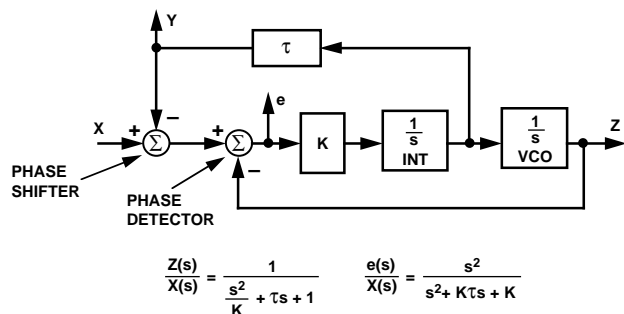 Y
τ
e
X + − Σ + − Σ
K
1/s
INT
1/s
VCO
Z
PHASE
SHIFTER
PHASE
DETECTOR
Z(s)/X(s) = 1/(s²/K + τs + 1)
e(s)/X(s) = s²/(s² + Kτs + K)